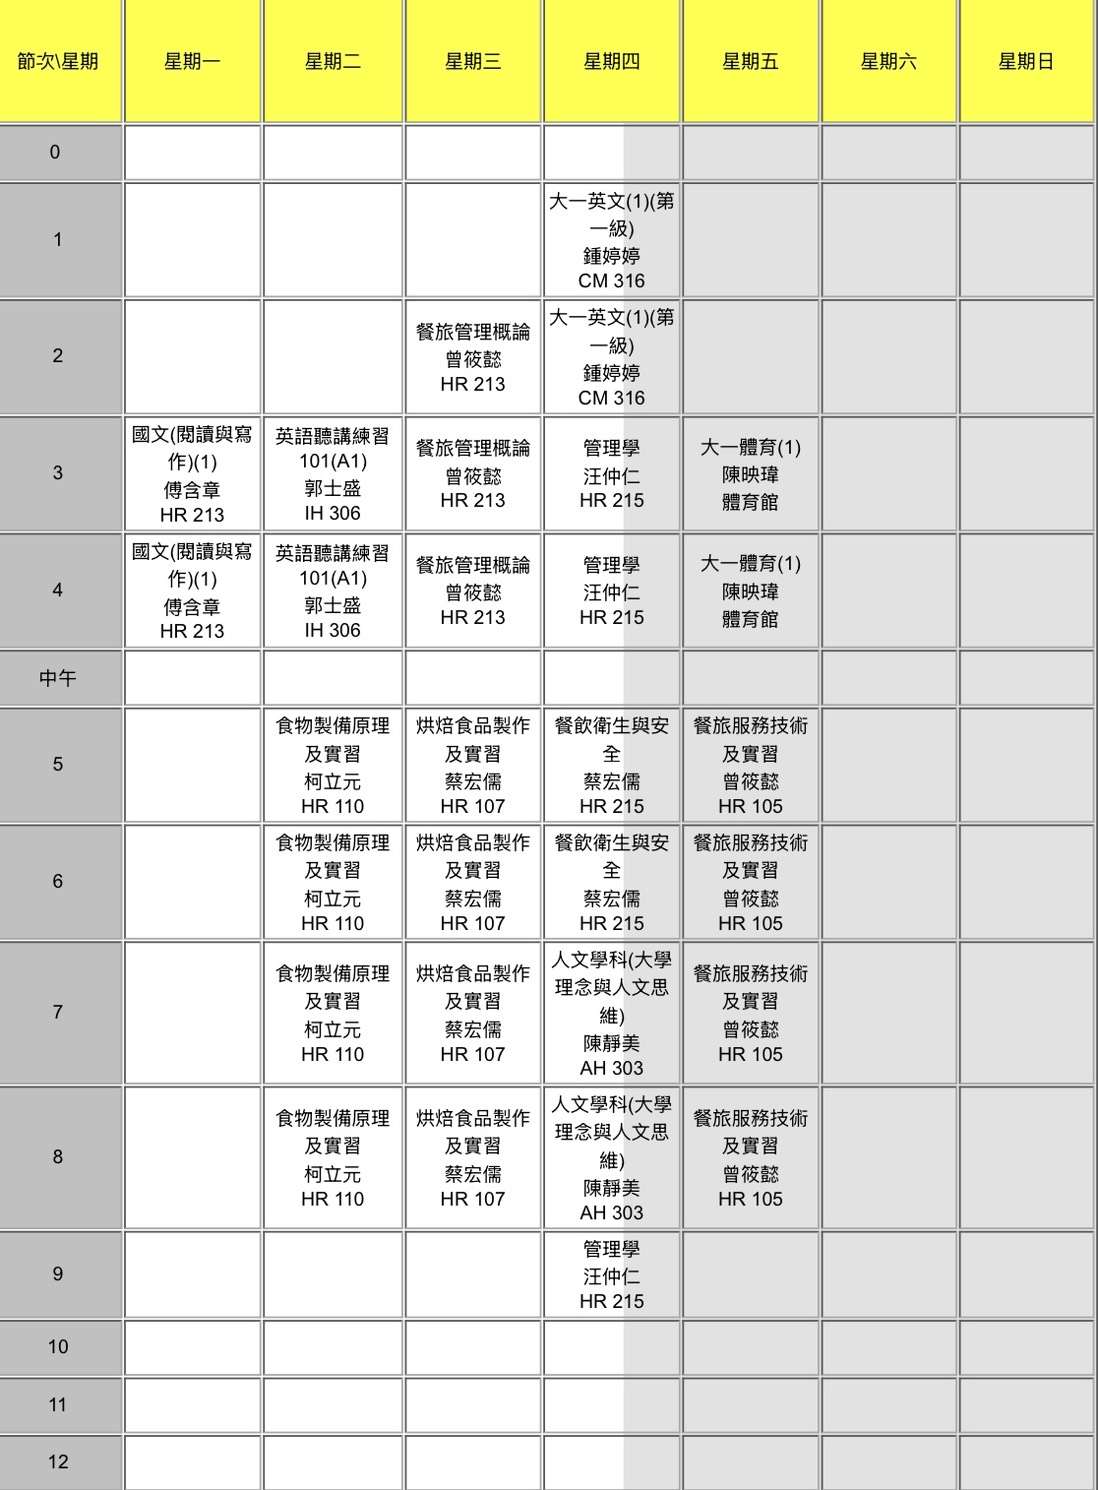 節次\星期 星期一 星期二 星期三 星期四 星期五 星期六 星期日
0
1
大一英文(1)(第
一級)
鍾婷婷
CM 316
2
餐旅管理概論
曾筱懿
HR 213
大一英文(1)(第
一級)
鍾婷婷
CM 316
3
國文(閱讀與寫
作)(1)
傅含章
HR 213
英語聽講練習
101(A1)
郭士盛
IH 306
餐旅管理概論
曾筱懿
HR 213
管理學
汪仲仁
HR 215
大一體育(1)
陳映瑋
體育館
4
國文(閱讀與寫
作)(1)
傅含章
HR 213
英語聽講練習
101(A1)
郭士盛
IH 306
餐旅管理概論
曾筱懿
HR 213
管理學
汪仲仁
HR 215
大一體育(1)
陳映瑋
體育館
中午
5
食物製備原理
及實習
柯立元
HR 110
烘焙食品製作
及實習
蔡宏儒
HR 107
餐飲衛生與安
全
蔡宏儒
HR 215
餐旅服務技術
及實習
曾筱懿
HR 105
6
食物製備原理
及實習
柯立元
HR 110
烘焙食品製作
及實習
蔡宏儒
HR 107
餐飲衛生與安
全
蔡宏儒
HR 215
餐旅服務技術
及實習
曾筱懿
HR 105
7
食物製備原理
及實習
柯立元
HR 110
烘焙食品製作
及實習
蔡宏儒
HR 107
人文學科(大學
理念與人文思
維)
陳靜美
AH 303
餐旅服務技術
及實習
曾筱懿
HR 105
8
食物製備原理
及實習
柯立元
HR 110
烘焙食品製作
及實習
蔡宏儒
HR 107
人文學科(大學
理念與人文思
維)
陳靜美
AH 303
餐旅服務技術
及實習
曾筱懿
HR 105
9
管理學
汪仲仁
HR 215
10
11
12